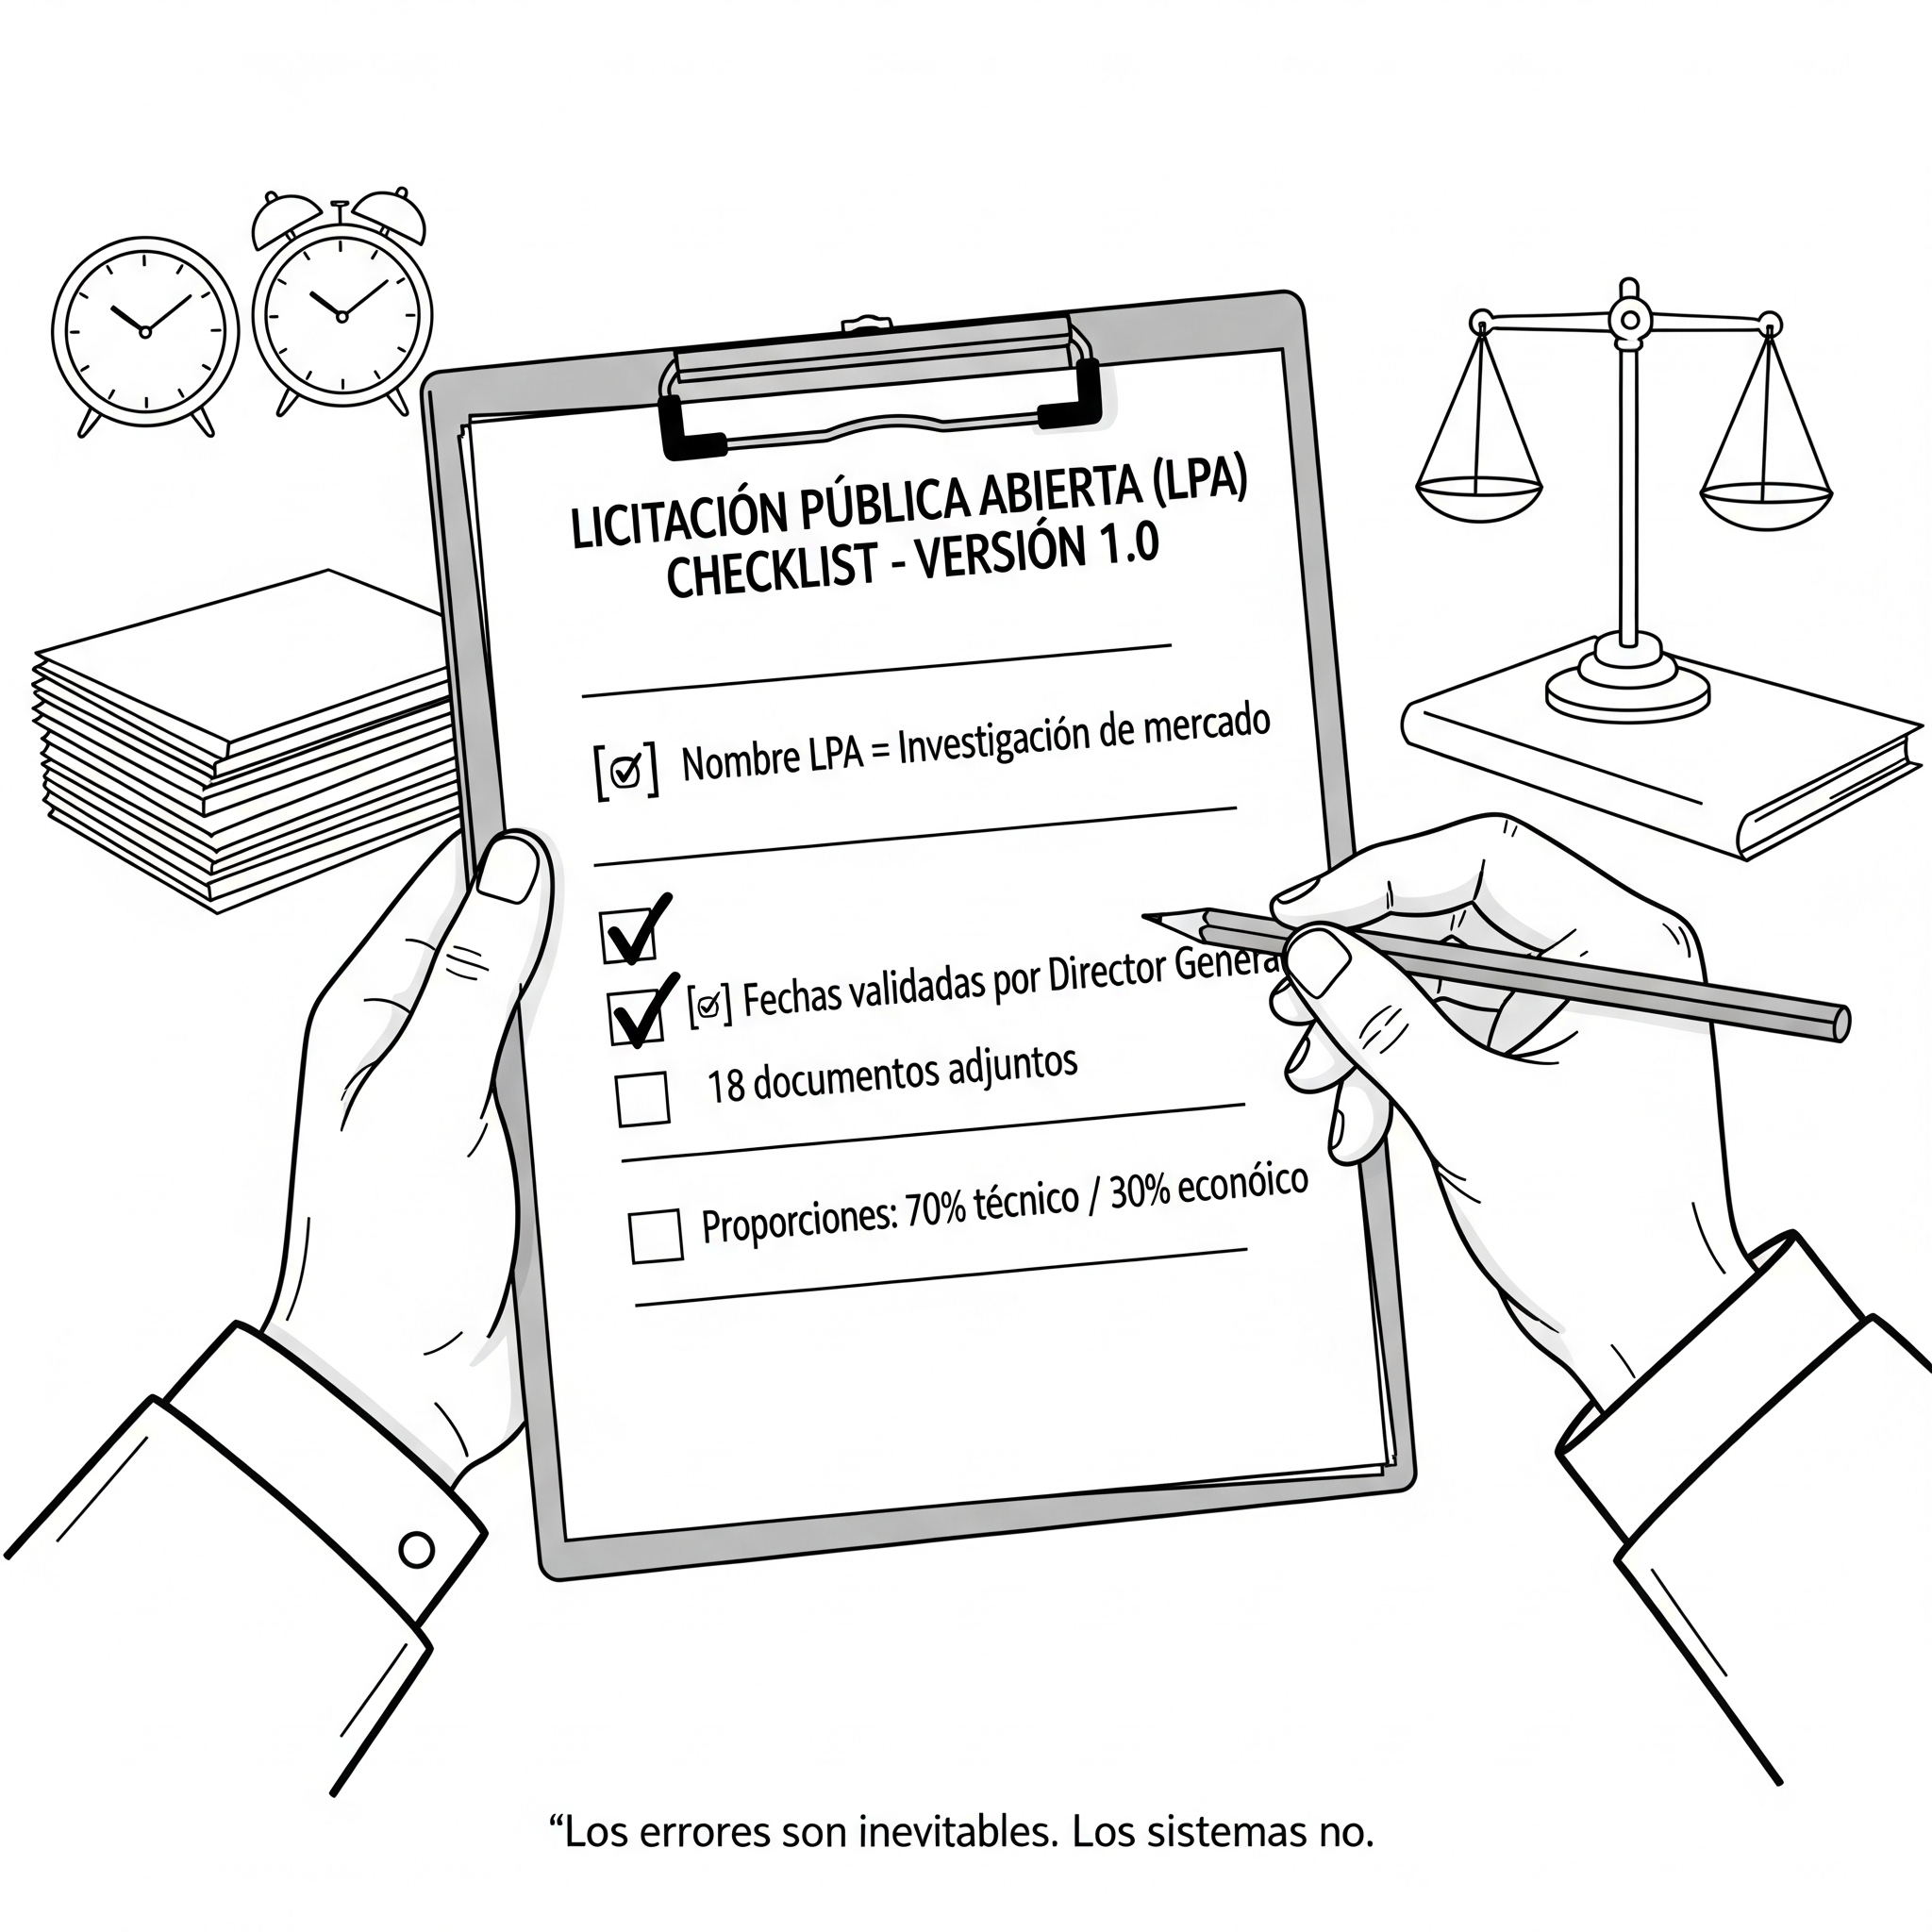 LICITACIÓN PÚBLICA ABIERTA (LPA)
CHECKLIST - VERSIÓN 1.0
[☑] Nombre LPA = Investigación de mercado
[☑] Fechas validadas por Director Genera
18 documentos adjuntos
Proporciones: 70% técnico / 30% econóico
“Los errores son inevitables. Los sistemas no.